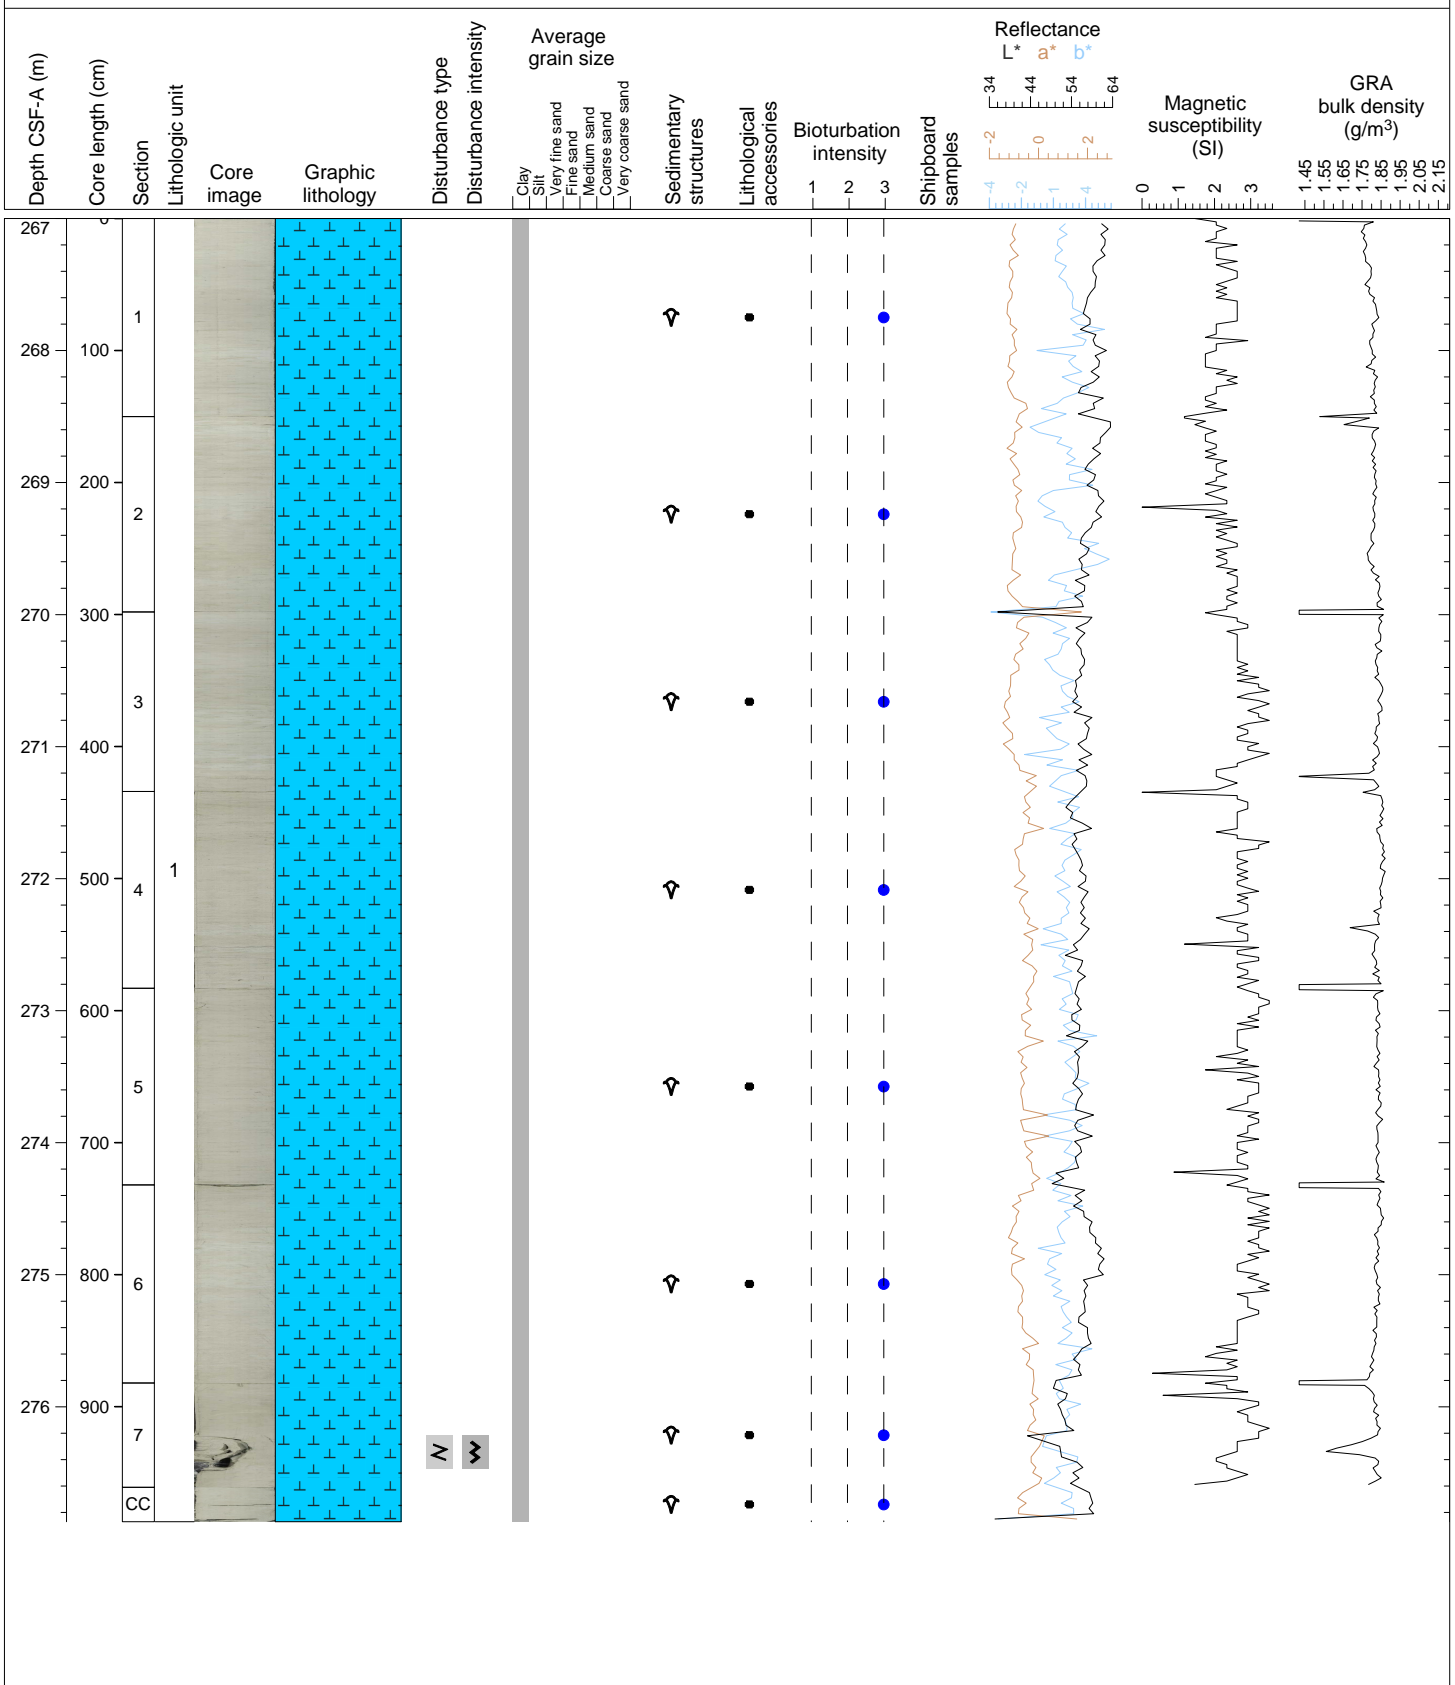 Depth CSF-A (m)
Core length (cm)
Section
Lithologic unit
Core
image
Graphic
lithology
Disturbance type
Disturbance intensity
Average
grain size
Clay
Silt
Very fine sand
Fine sand
Medium sand
Coarse sand
Very coarse sand
Sedimentary
structures
Lithological
accessories
Bioturbation
intensity
1 2 3
Shipboard
samples
Reflectance
L* a* b*
34 44 54 64
-2 0 2
-4 -2 1 4
Magnetic
susceptibility
(SI)
0 1 2 3
GRA
bulk density
(g/m³)
1.45 1.55 1.65 1.75 1.85 1.95 2.05 2.15
267 0
1
268 100
269 200
2
270 300
3
271 400
1
272 500
4
273 600
5
274 700
275 800
6
276 900
7
CC